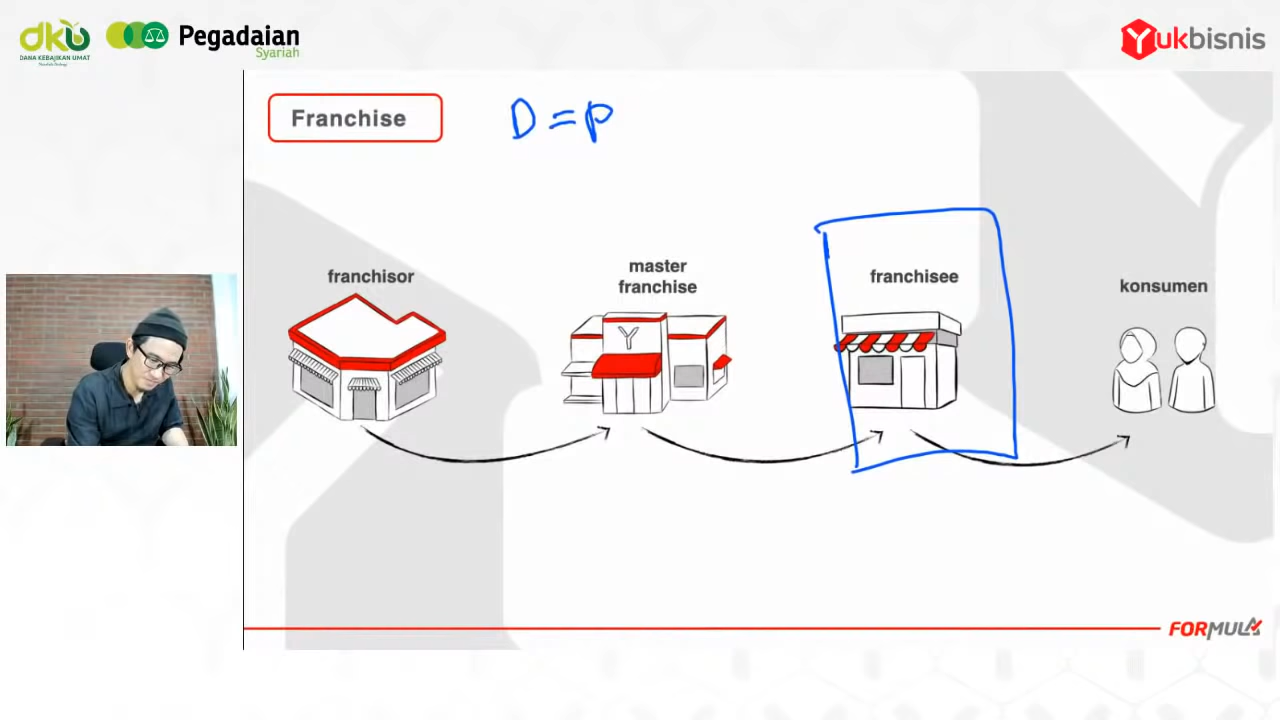 dkU
DANA KEBAJIKAN UMAT
Pegadaian
Syariah
Yukbisnis
Franchise
D = P
franchisor
master
franchise
franchisee
konsumen
Y
FORMULA